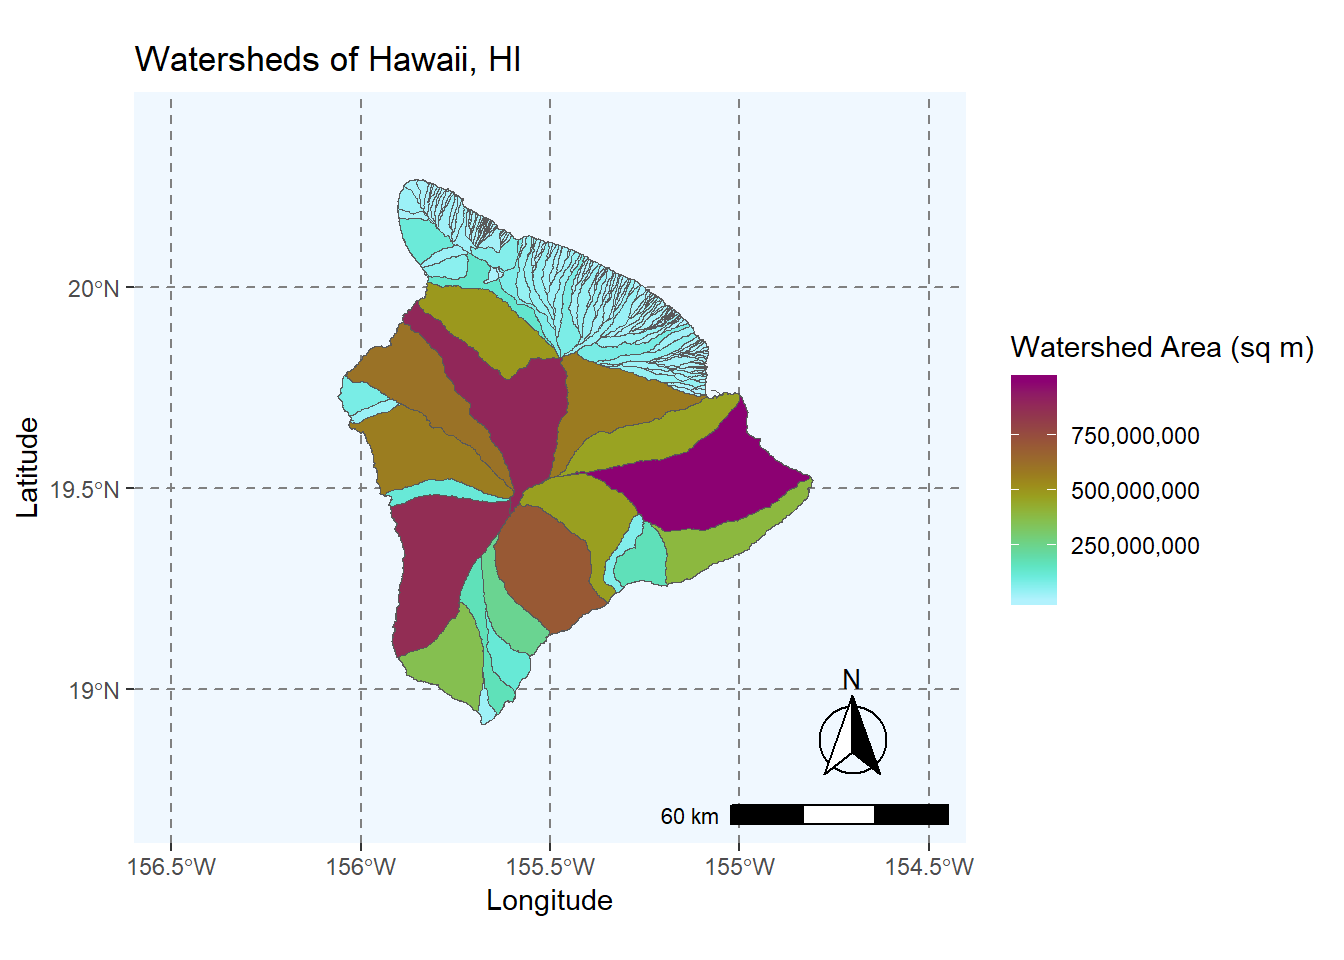 Watersheds of Hawaii, HI
20°N
19.5°N
19°N
Latitude
156.5°W
156°W
155.5°W
155°W
154.5°W
Longitude
N
60 km
Watershed Area (sq m)
750,000,000
500,000,000
250,000,000